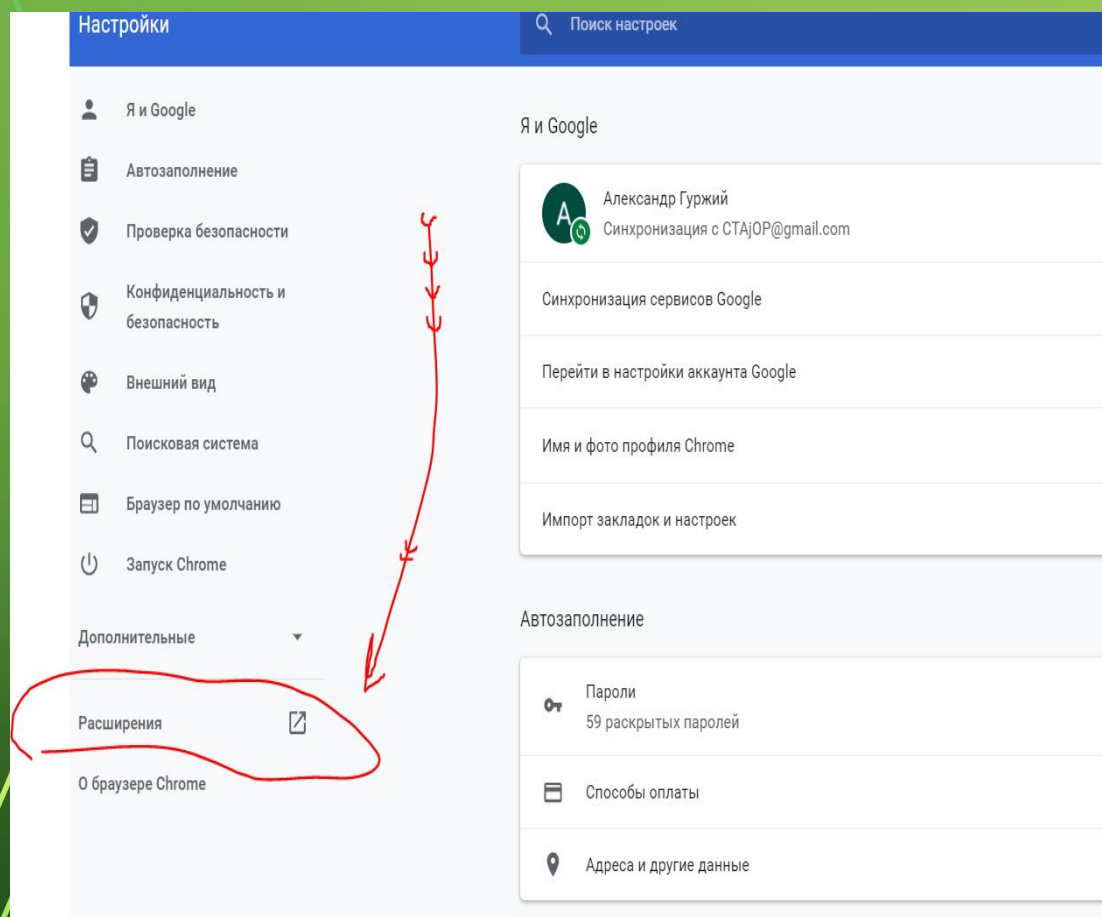 Настройки
Поиск настроек
Я и Google
Автозаполнение
Проверка безопасности
Конфиденциальность и
безопасность
Внешний вид
Поисковая система
Браузер по умолчанию
Запуск Chrome
Дополнительные
Расширения
О браузере Chrome
Я и Google
A
Александр Гуржий
Синхронизация с CTAjOP@gmail.com
Синхронизация сервисов Google
Перейти в настройки аккаунта Google
Имя и фото профиля Chrome
Импорт закладок и настроек
Автозаполнение
Пароли
59 раскрытых паролей
Способы оплаты
Адреса и другие данные